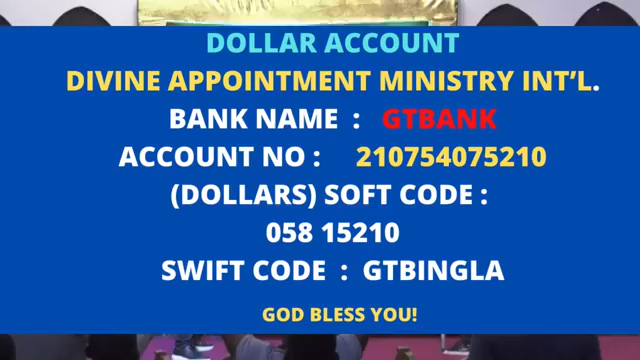 DOLLAR ACCOUNT
DIVINE APPOINTMENT MINISTRY INT'L.
BANK NAME : GTBANK
ACCOUNT NO : 210754075210
(DOLLARS) SOFT CODE :
058 15210
SWIFT CODE : GTBINGLA
GOD BLESS YOU!